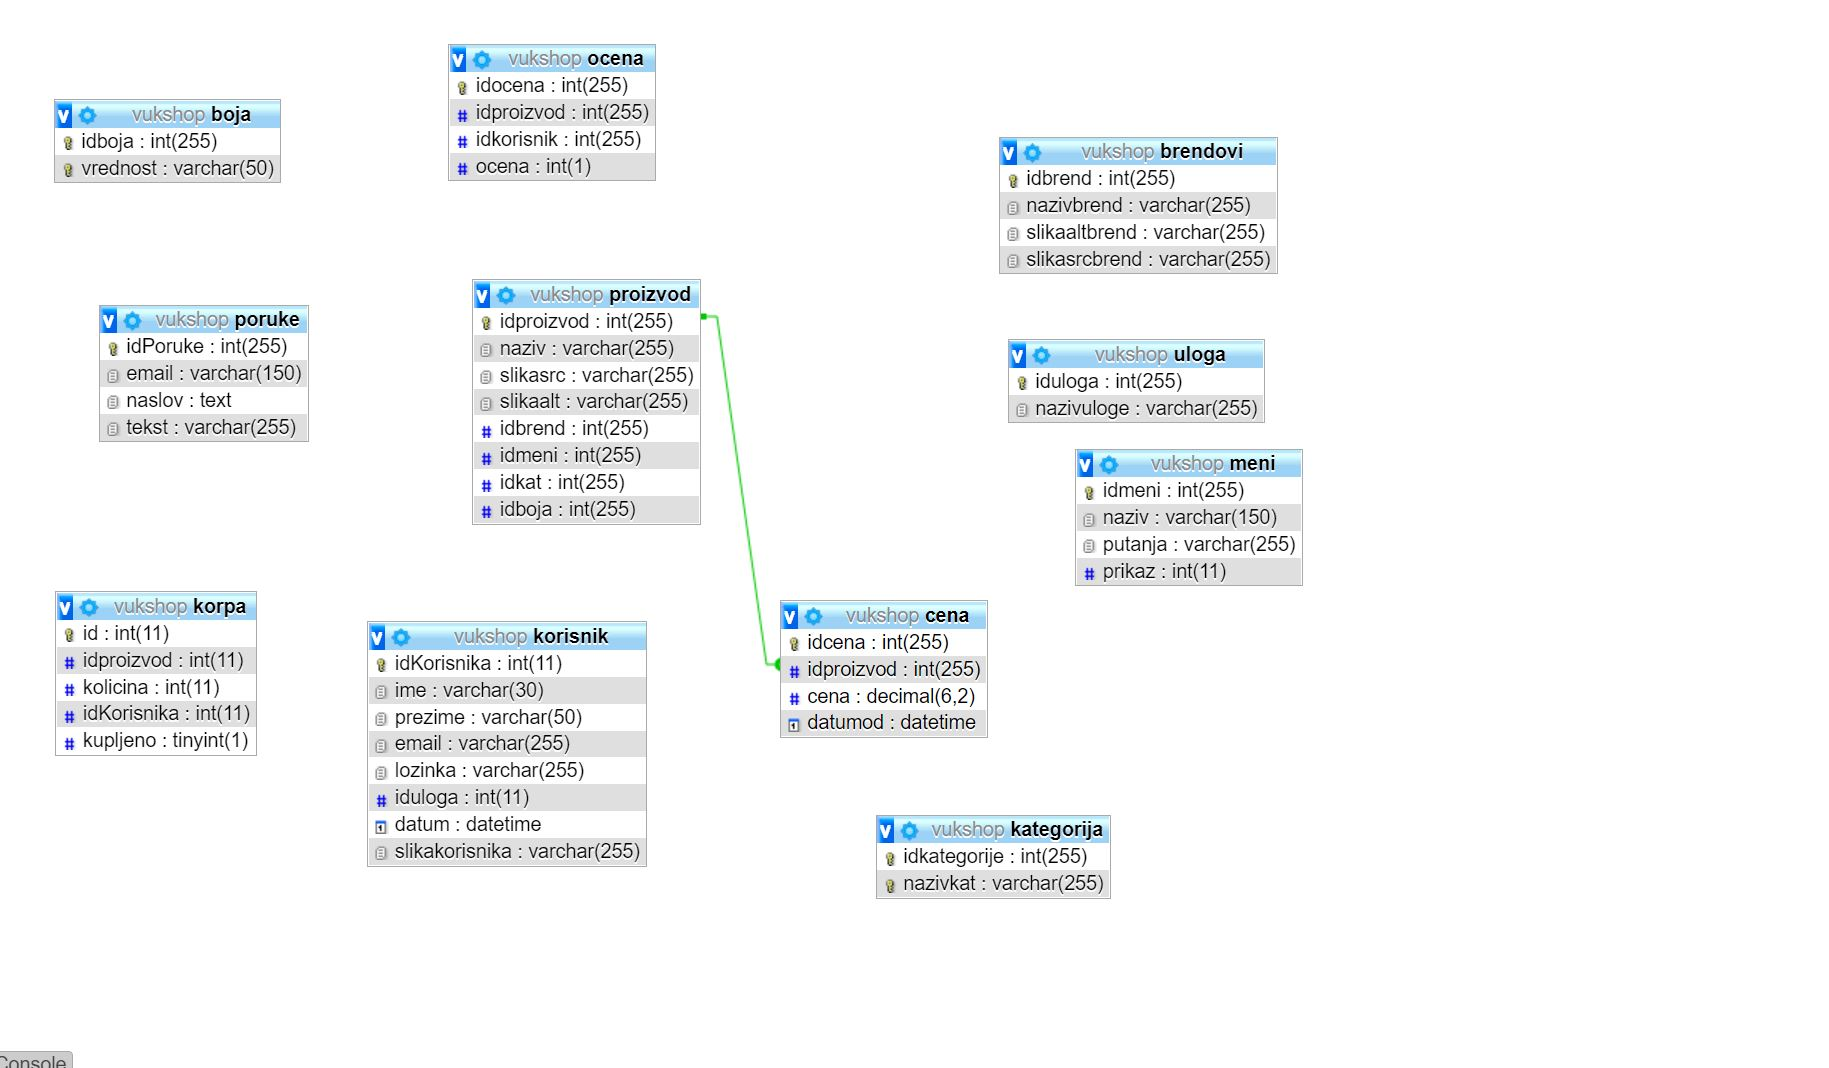 vukshop ocena
idocena : int(255)
idproizvod : int(255)
idkorisnik : int(255)
ocena : int(1)
vukshop boja
idboja : int(255)
vrednost : varchar(50)
vukshop brendovi
idbrend : int(255)
nazivbrend : varchar(255)
slikaaltbrend : varchar(255)
slikasrcbrend : varchar(255)
vukshop proizvod
idproizvod : int(255)
naziv : varchar(255)
slikasrc : varchar(255)
slikaalt : varchar(255)
idbrend : int(255)
idmeni : int(255)
idkat : int(255)
idboja : int(255)
vukshop poruke
idPoruke : int(255)
email : varchar(150)
naslov : text
tekst : varchar(255)
vukshop uloga
iduloga : int(255)
nazivuloge : varchar(255)
vukshop meni
idmeni : int(255)
naziv : varchar(150)
putanja : varchar(255)
prikaz : int(11)
vukshop korpa
id : int(11)
idproizvod : int(11)
kolicina : int(11)
idKorisnika : int(11)
kupljeno : tinyint(1)
vukshop korisnik
idKorisnika : int(11)
ime : varchar(30)
prezime : varchar(50)
email : varchar(255)
lozinka : varchar(255)
iduloga : int(11)
datum : datetime
slikakorisnika : varchar(255)
vukshop cena
idcena : int(255)
idproizvod : int(255)
cena : decimal(6,2)
datumod : datetime
vukshop kategorija
idkategorije : int(255)
nazivkat : varchar(255)
Console